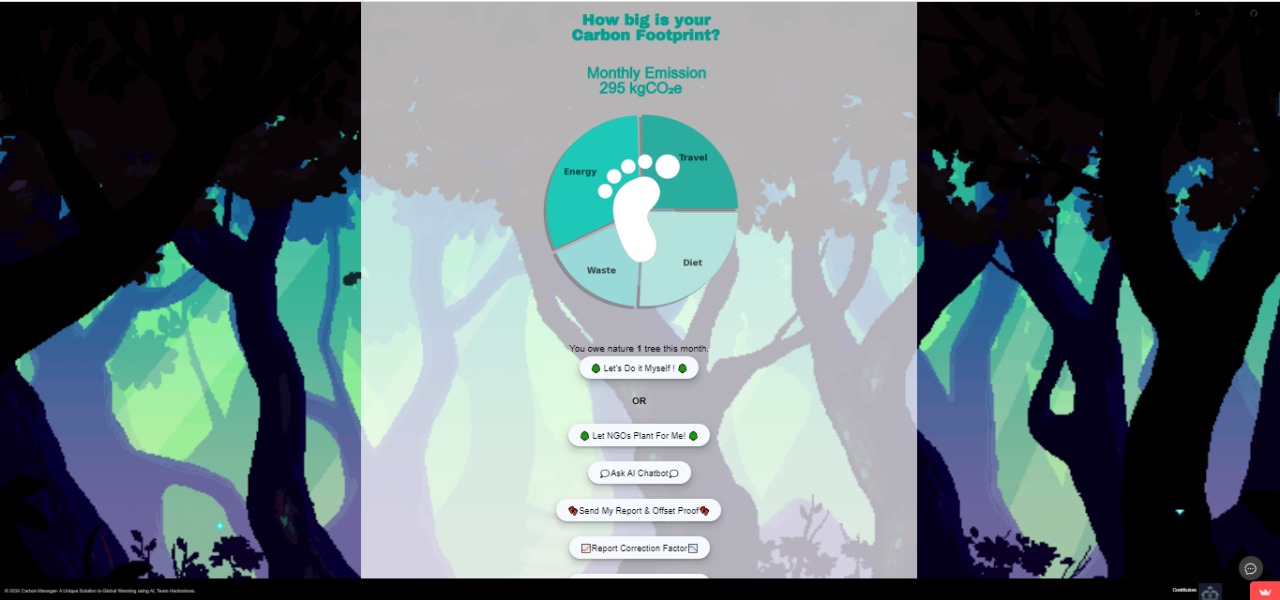 How big is your
Carbon Footprint?
Monthly Emission
295 kgCO₂e
Energy
Travel
Waste
Diet
You owe nature 1 tree this month.
Let's Do it Myself !
OR
Let NGOs Plant For Me!
Ask AI Chatbot
Send My Report & Offset Proof
Report Correction Factor
© 2024 Carbon Manager- A Unique Solution to Global Warming using AI, Team Hackerious.
Contributors: